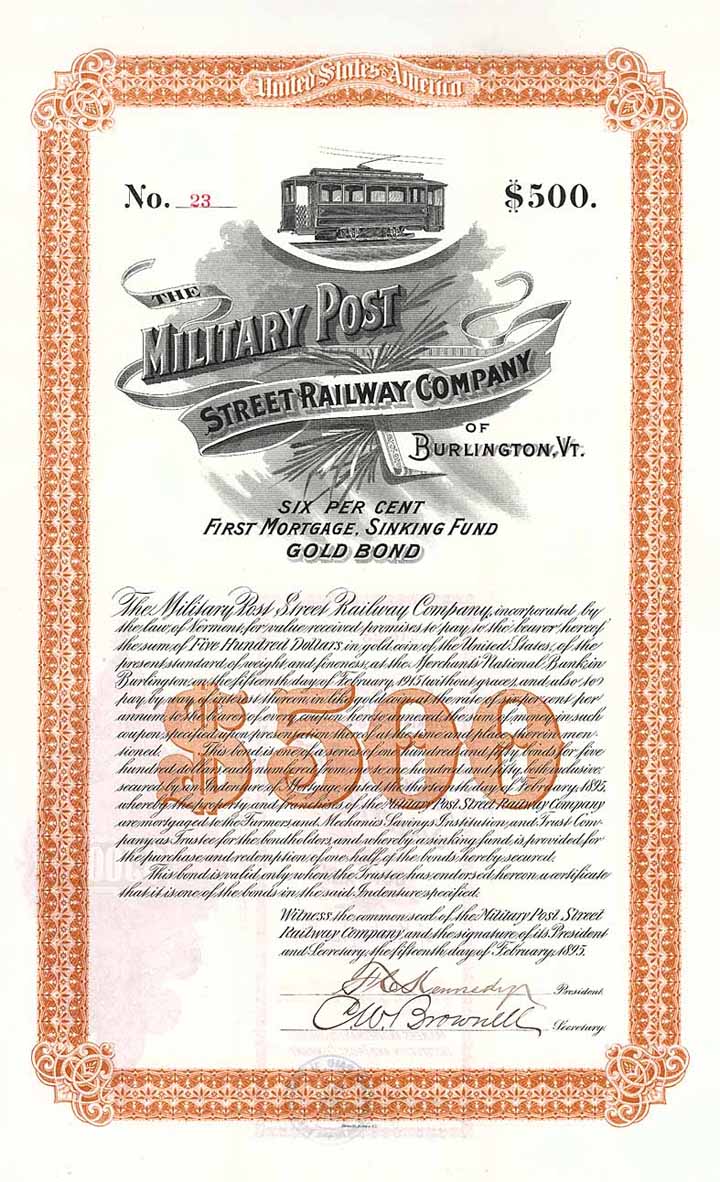 United States of America
No. 23
$500.
THE
MILITARY POST
STREET RAILWAY COMPANY
OF
BURLINGTON, VT.
SIX PER CENT
FIRST MORTGAGE, SINKING FUND
GOLD BOND
The Military Post Street Railway Company, incorporated by
the law of Vermont, for value received promises to pay to the bearer hereof
the sum of Five Hundred Dollars in gold coin of the United States, of the
present standard of weight and fineness, at the Merchants National Bank in
Burlington, on the fifteenth day of February, 1915 (without grace), and also to
pay by way of interest thereon, in like gold coin, at the rate of six per cent per
annum to the bearer of every coupon hereto annexed the sum of money in such
coupon specified upon presentation thereof at the time and place therein men-
tioned. This bond is one of a series of one hundred and fifty bonds for five
hundred dollars each, numbered from one to one hundred and fifty, both inclusive,
secured by an Indenture of Mortgage, dated the thirteenth day of February, 1895,
whereby the property and franchises of the Military Post Street Railway Company
are mortgaged to the Farmers and Mechanics Savings Institution and Trust Com-
pany as Trustee for the bondholders, and whereby a sinking fund is provided for
the purchase and redemption of one half of the bonds hereby secured.
This bond is valid only when the Trustee has endorsed hereon a certificate
that it is one of the bonds in the said Indenture specified.
$500
Witness the common seal of the Military Post Street
Railway Company and the signature of its President
and Secretary, the fifteenth day of February, 1895.
Kennedy President.
C.W. Brownell Secretary.